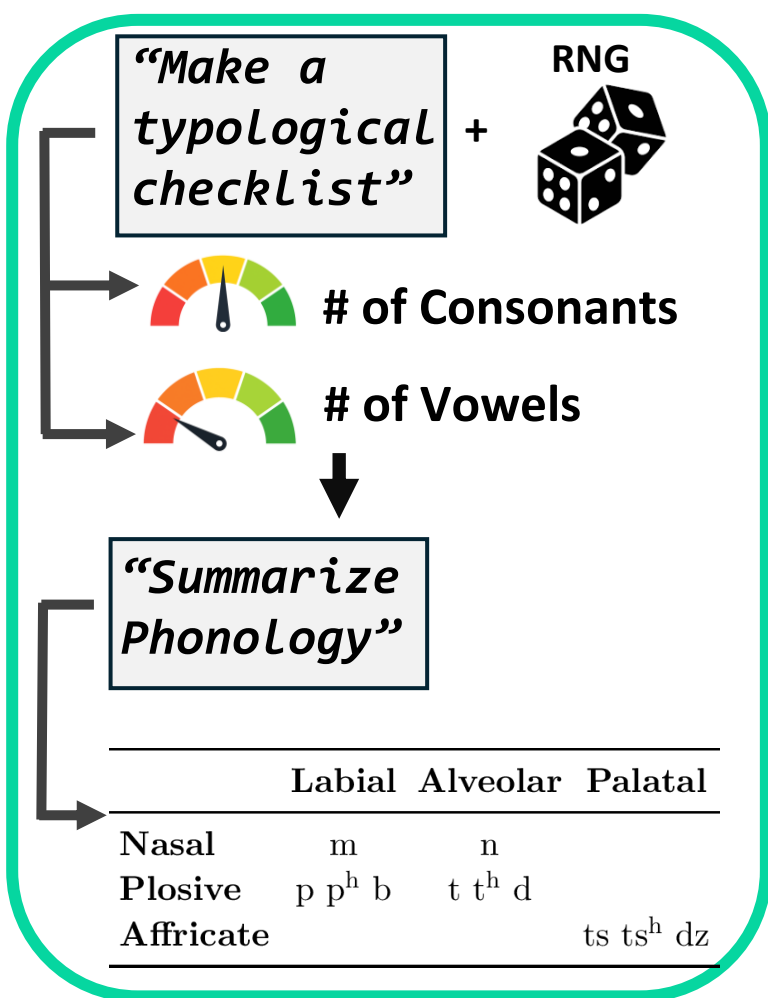 “Make a
typological
checklist”
+
RNG
# of Consonants
# of Vowels
“Summarize
Phonology”
Labial Alveolar Palatal
Nasal m n
Plosive p pʰ b t tʰ d
Affricate ts tsʰ dz